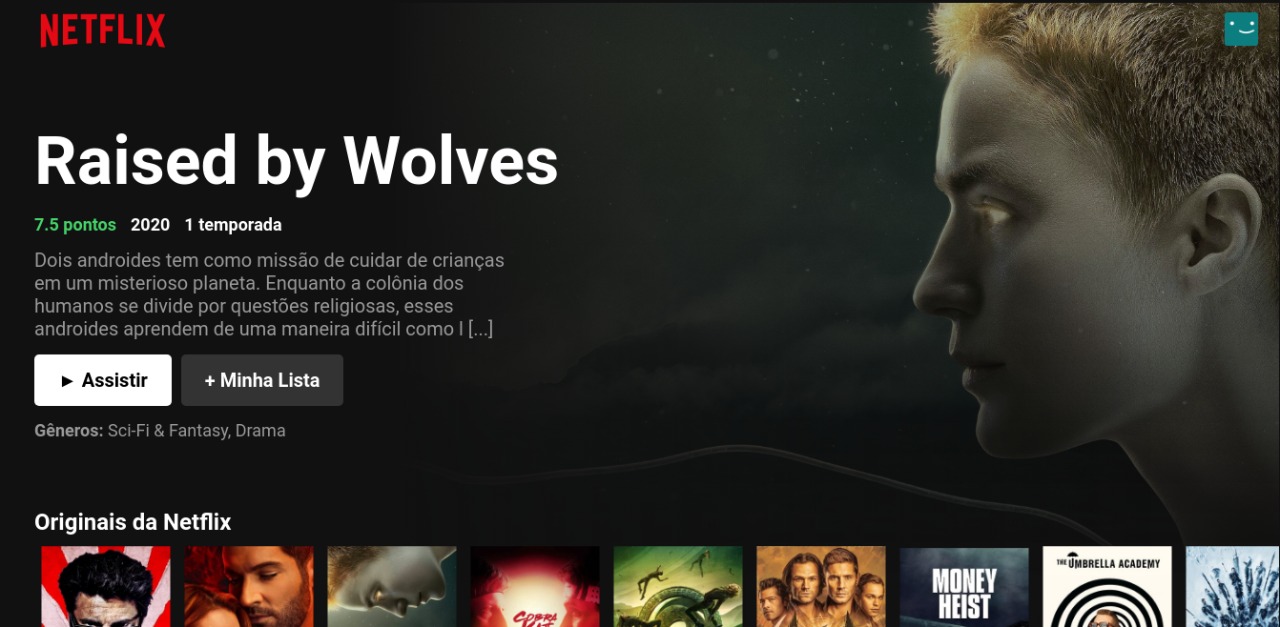 NETFLIX
Raised by Wolves
7.5 pontos 2020 1 temporada
Dois androides tem como missão de cuidar de crianças
em um misterioso planeta. Enquanto a colônia dos
humanos se divide por questões religiosas, esses
androides aprendem de uma maneira difícil como l [...]
► Assistir
+ Minha Lista
Gêneros: Sci-Fi & Fantasy, Drama
Originais da Netflix
COBRA
MONEY
HEIST
THE UMBRELLA ACADEMY